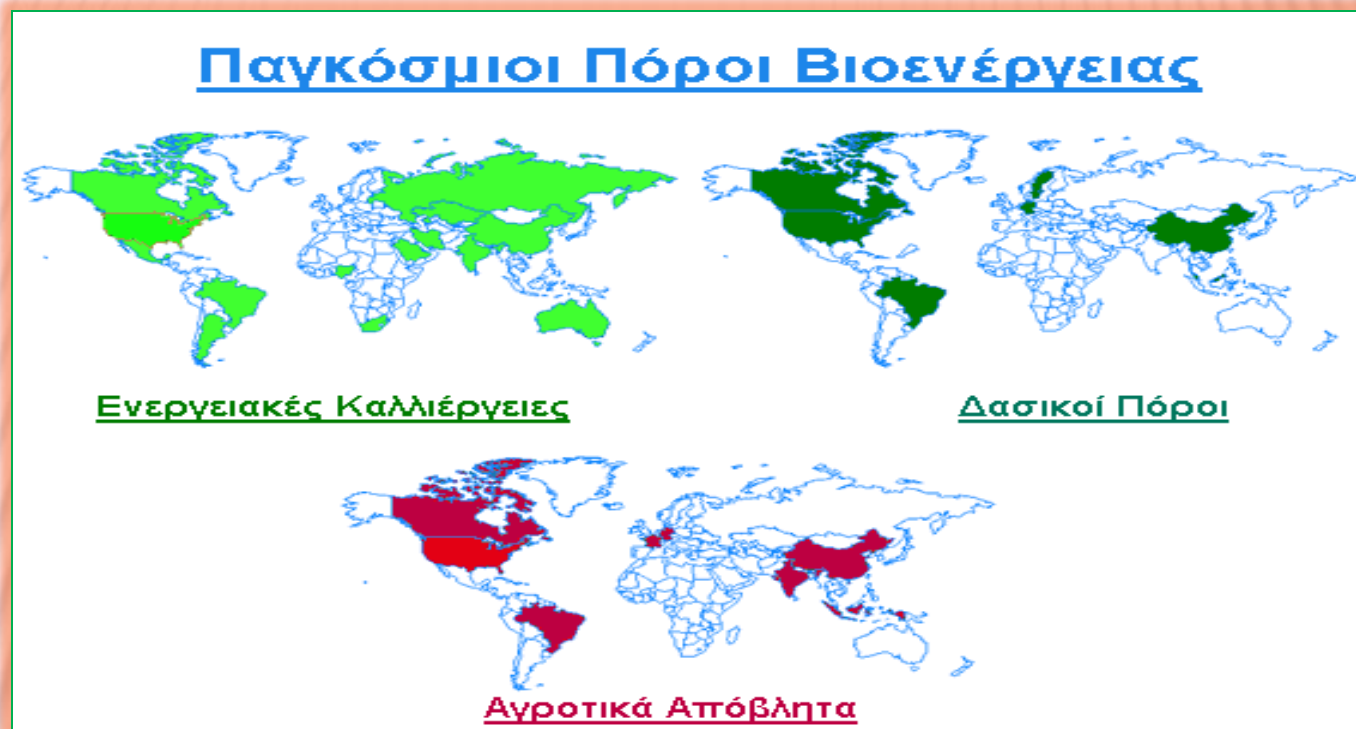 Παγκόσμιοι Πόροι Βιοενέργειας
Ενεργειακές Καλλιέργειες
Δασικοί Πόροι
Αγροτικά Απόβλητα